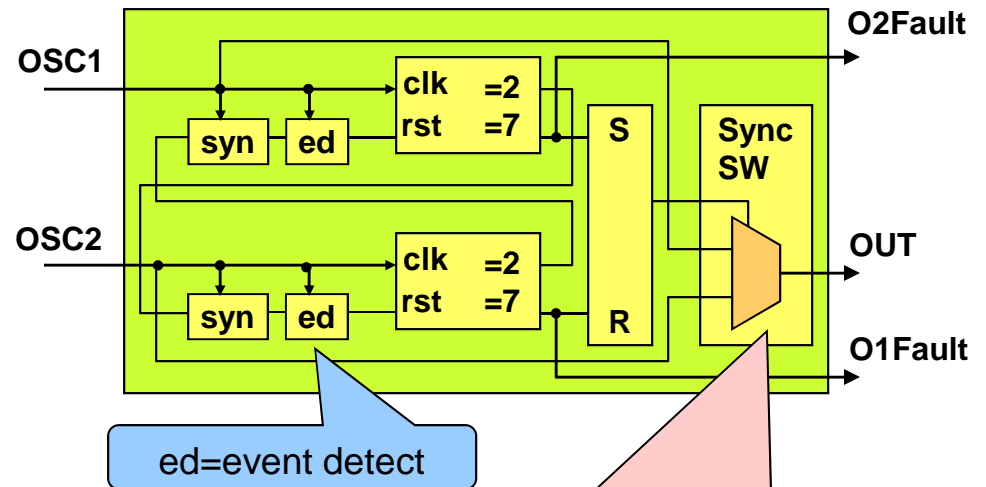 O2Fault
OSC1
clk =2
rst =7
syn
ed
S
Sync
SW
OSC2
clk =2
rst =7
syn
ed
R
OUT
O1Fault
ed=event detect